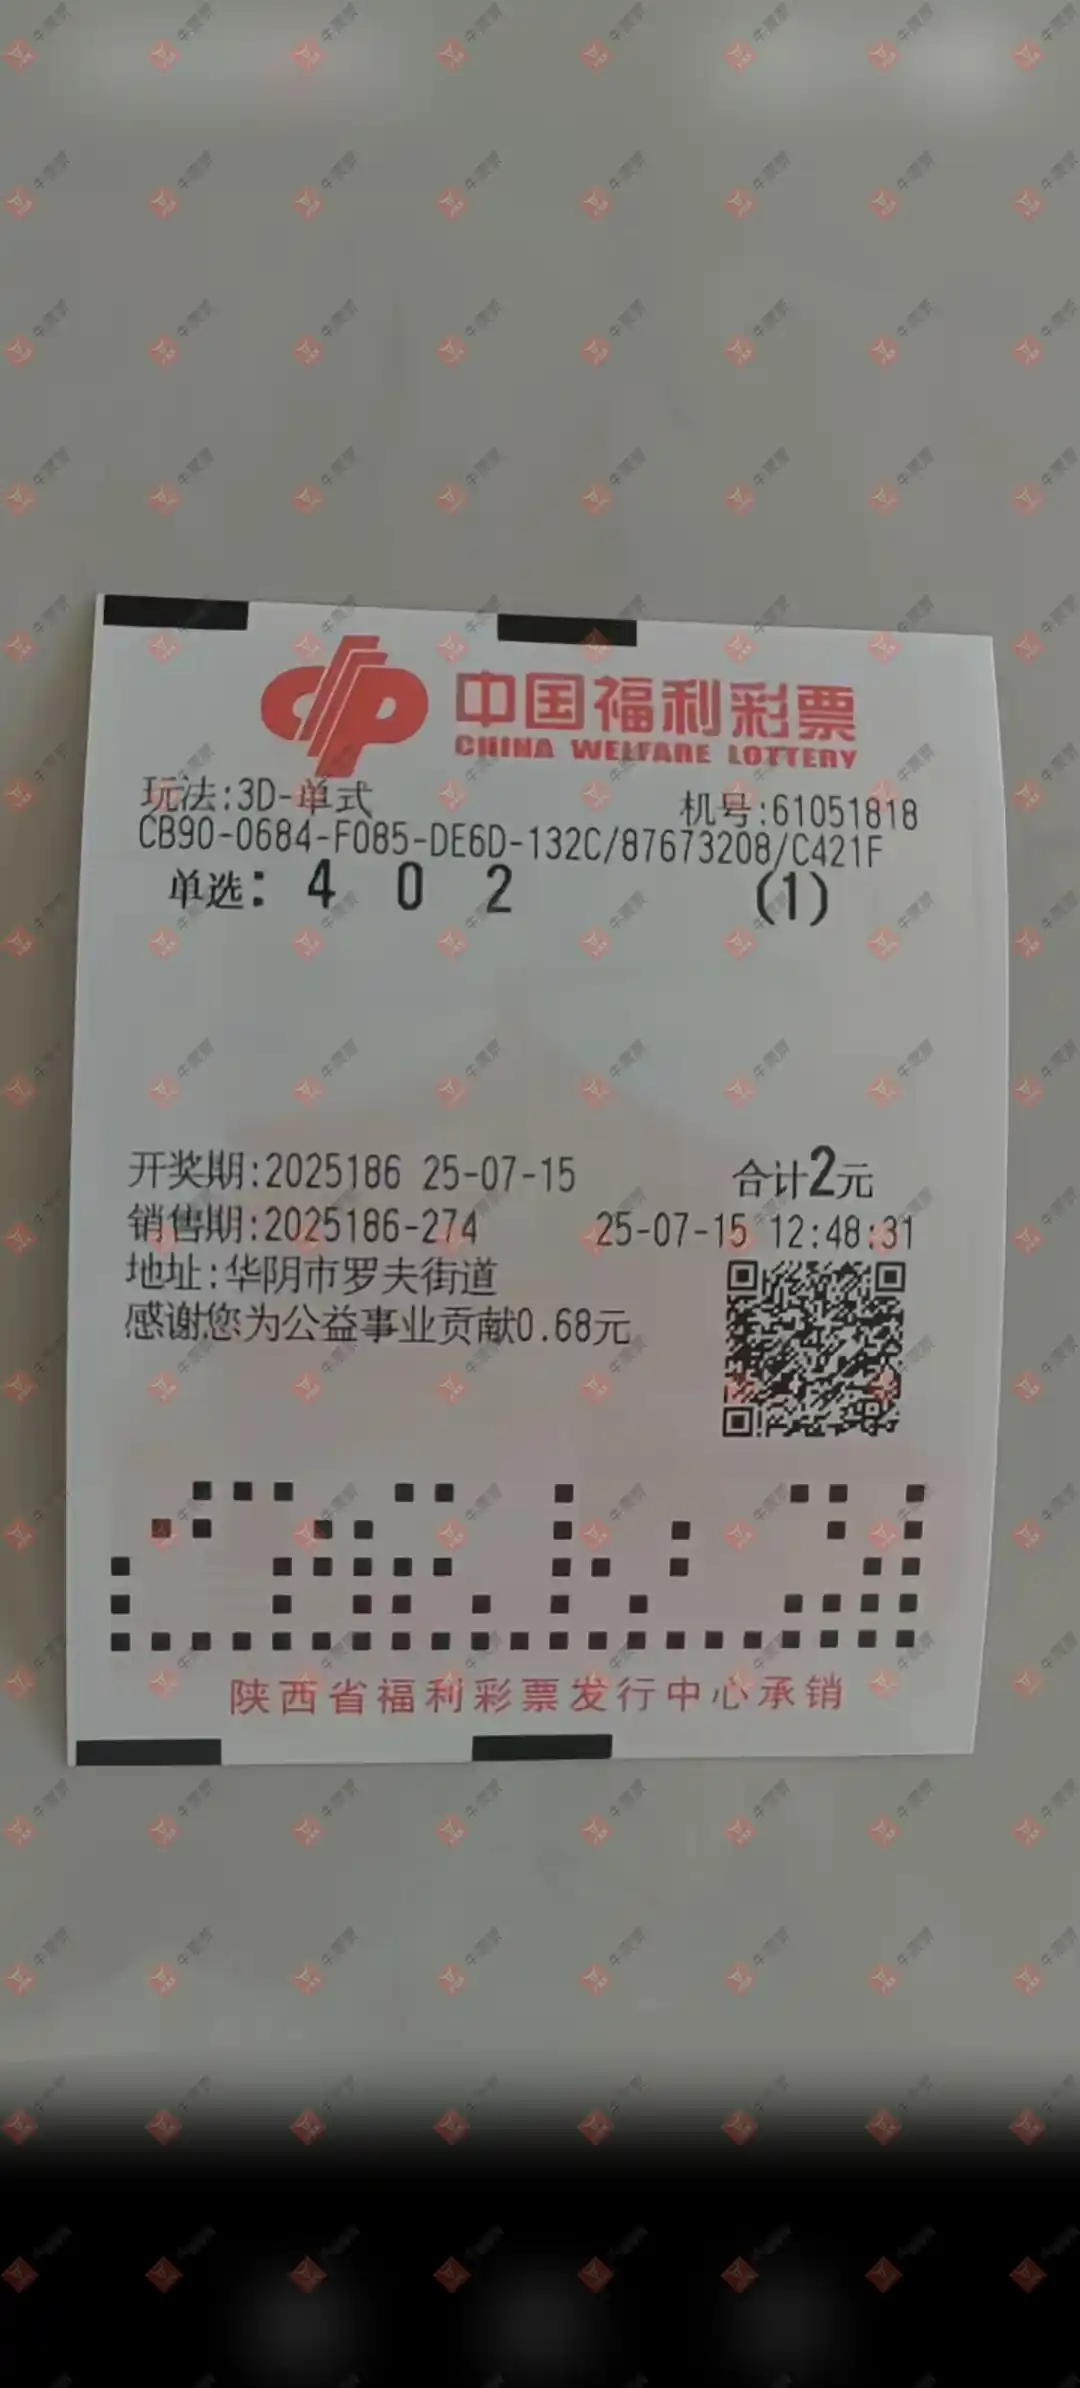 中国福利彩票
CHINA WELFARE LOTTERY
玩法:3D-单式 机号:61051818
CB90-0684-F085-DE6D-132C/87673208/C421F
单选: 4 0 2 (1)
开奖期:2025186 25-07-15 合计2元
销售期:2025186-274 25-07-15 12:48:31
地址:华阴市罗夫街道
感谢您为公益事业贡献0.68元
陕西省福利彩票发行中心承销